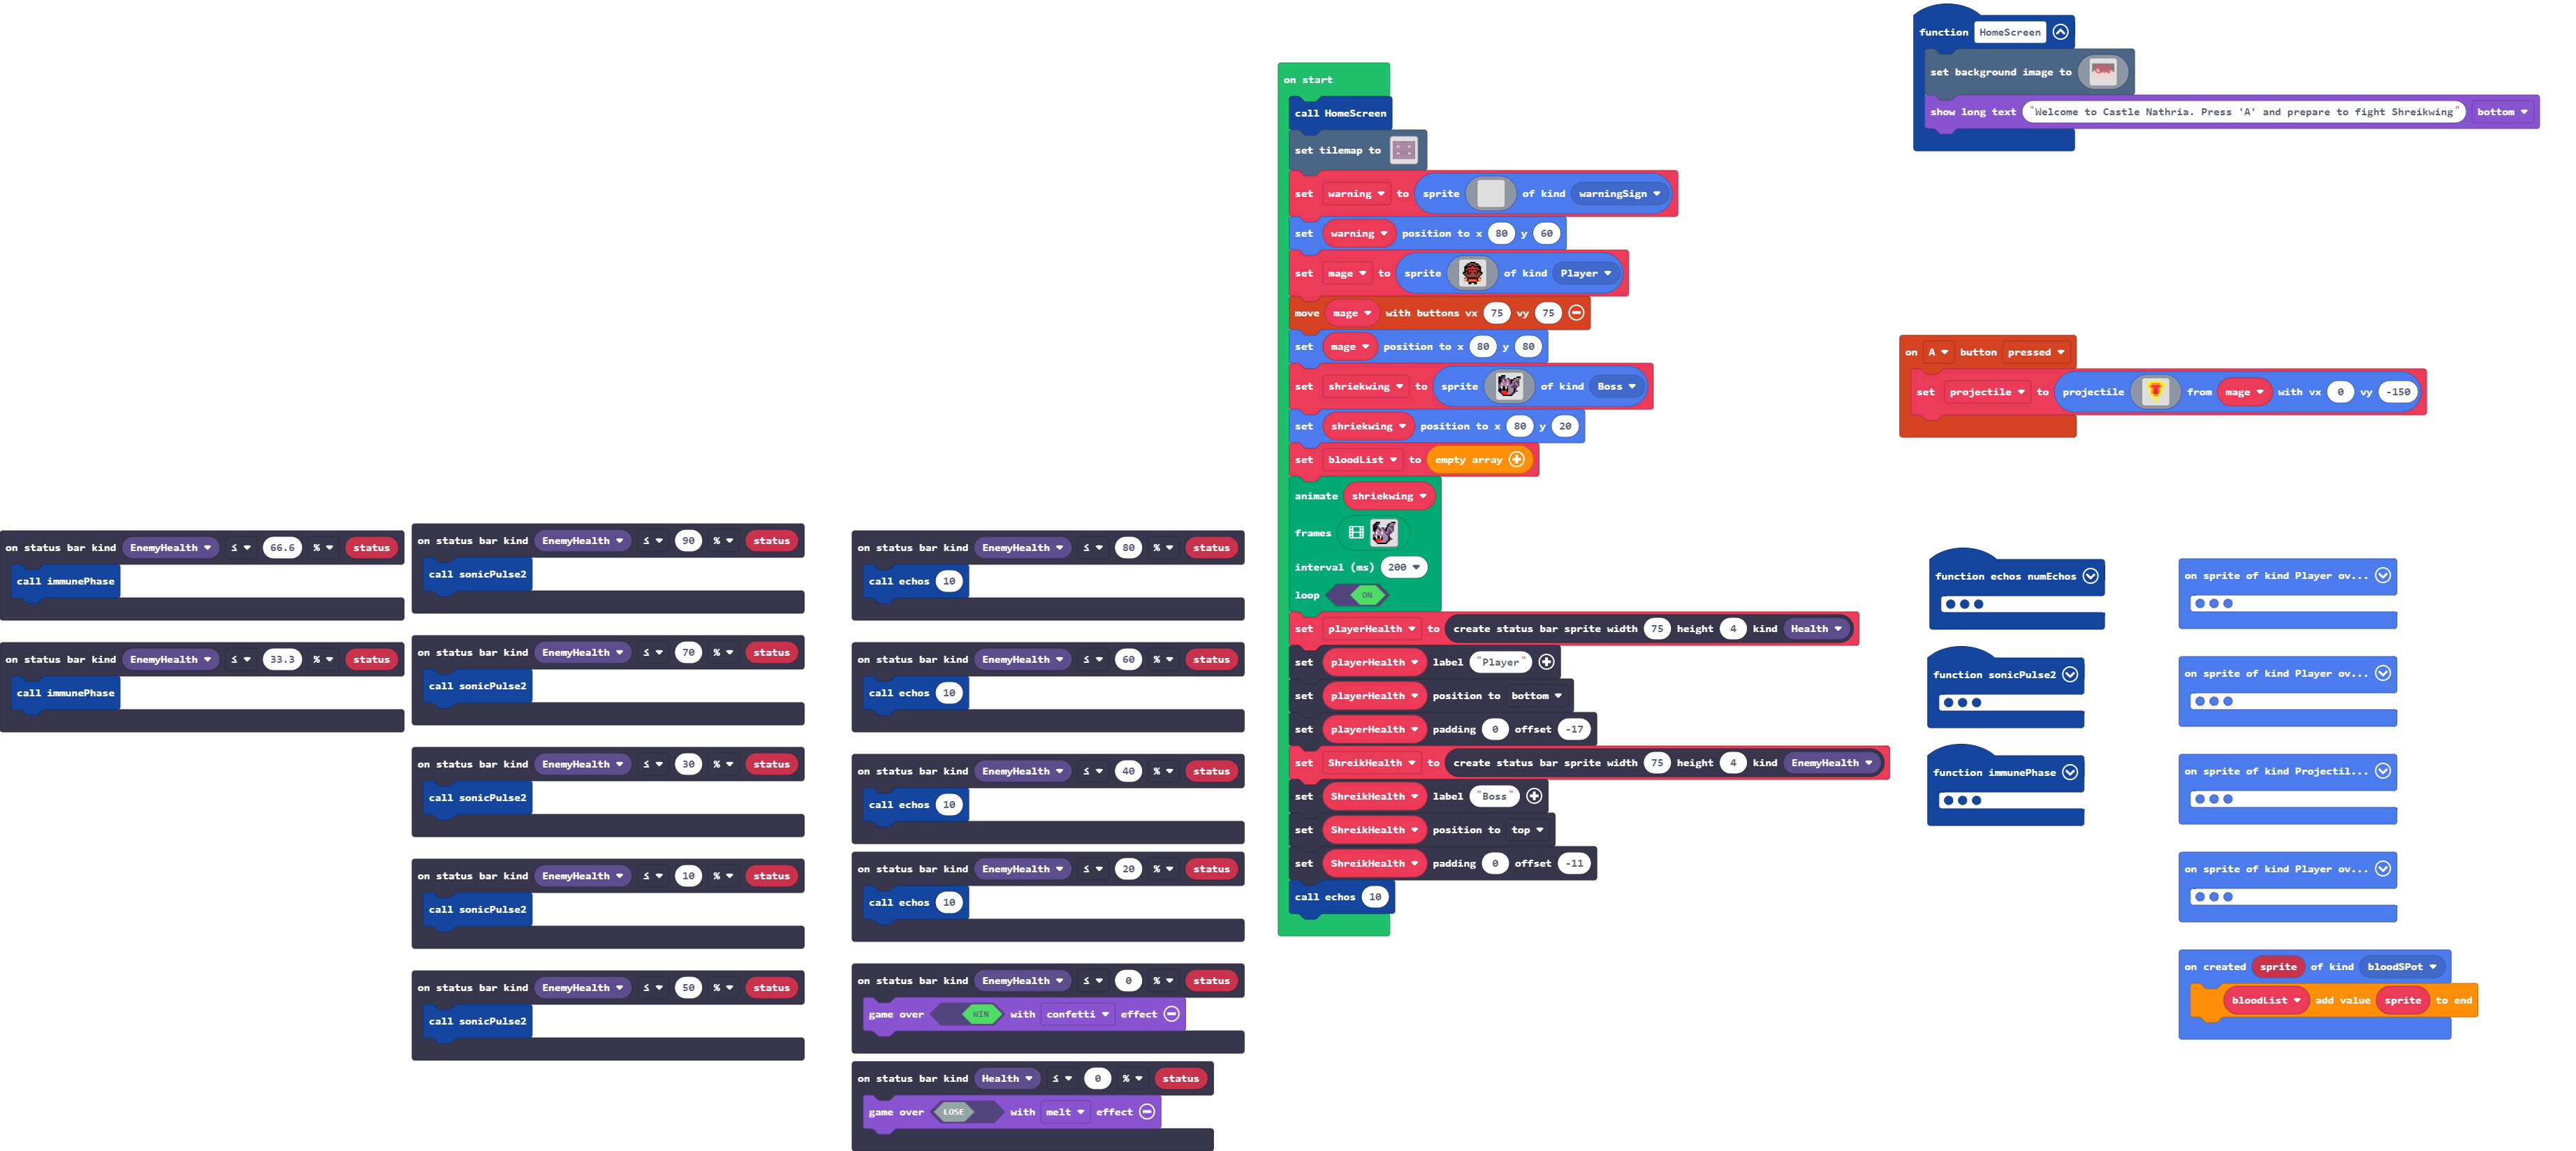 function HomeScreen
set background image to
show long text "Welcome to Castle Nathria. Press 'A' and prepare to fight Shreikwing" bottom
on start
call HomeScreen
set tilemap to
set warning to sprite of kind warningSign
set warning position to x 80 y 60
set mage to sprite of kind Player
move mage with buttons vx 75 vy 75
set mage position to x 80 y 80
set shriekwing to sprite of kind Boss
set shriekwing position to x 80 y 20
set bloodList to empty array
animate shriekwing
frames
interval (ms) 200
loop ON
set playerHealth to create status bar sprite width 75 height 4 kind Health
set playerHealth label "Player"
set playerHealth position to bottom
set playerHealth padding 0 offset -17
set ShreikHealth to create status bar sprite width 75 height 4 kind EnemyHealth
set ShreikHealth label "Boss"
set ShreikHealth position to top
set ShreikHealth padding 0 offset -11
call echos 10
on A button pressed
set projectile to projectile from mage with vx 0 vy -150
on status bar kind EnemyHealth ≤ 66.6 % status
call immunePhase
on status bar kind EnemyHealth ≤ 33.3 % status
call immunePhase
on status bar kind EnemyHealth ≤ 90 % status
call sonicPulse2
on status bar kind EnemyHealth ≤ 70 % status
call sonicPulse2
on status bar kind EnemyHealth ≤ 30 % status
call sonicPulse2
on status bar kind EnemyHealth ≤ 10 % status
call sonicPulse2
on status bar kind EnemyHealth ≤ 50 % status
call sonicPulse2
on status bar kind EnemyHealth ≤ 80 % status
call echos 10
on status bar kind EnemyHealth ≤ 60 % status
call echos 10
on status bar kind EnemyHealth ≤ 40 % status
call echos 10
on status bar kind EnemyHealth ≤ 20 % status
call echos 10
on status bar kind EnemyHealth ≤ 0 % status
game over WIN with confetti effect
on status bar kind Health ≤ 0 % status
game over LOSE with melt effect
function echos numEchos
function sonicPulse2
function immunePhase
on sprite of kind Player ov...
on sprite of kind Player ov...
on sprite of kind Projectil...
on sprite of kind Player ov...
on created sprite of kind bloodSPot
bloodList add value sprite to end